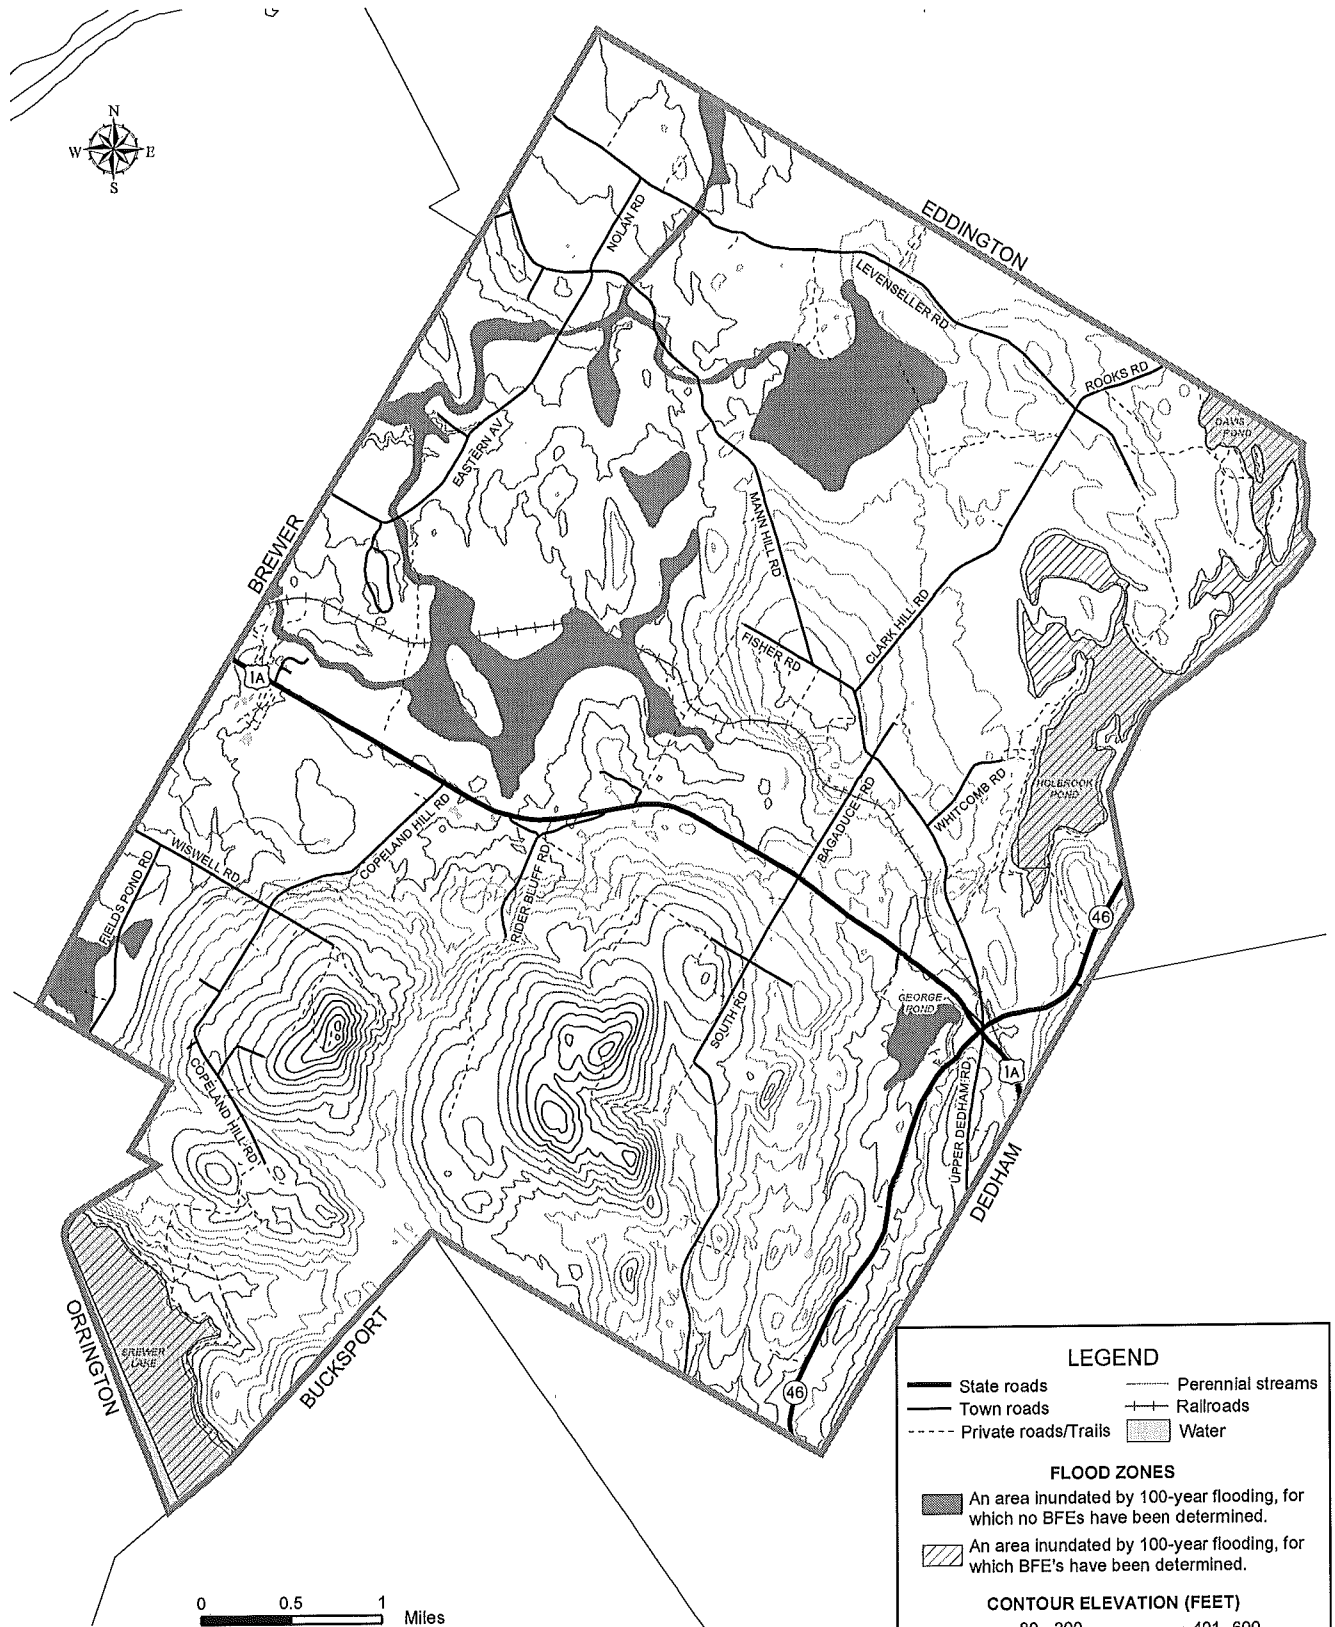 N
W E
S
EDDINGTON
NOLAN RD
LEVENSELLER RD
ROOKS RD
DAVIS
POND
EASTERN AV
MANN HILL RD
BREWER
CLARK HILL RD
FISHER RD
1A
HOLBROOK
POND
WHITCOMB RD
BAGADUCE RD
COPELAND HILL RD
WISWELL RD
FIELDS POND RD
RIDER BLUFF RD
46
GEORGE
POND
SOUTH RD
1A
COPELAND HILL RD
UPPER DEDHAM RD
DEDHAM
ORRINGTON
BREWER
LAKE
BUCKSPORT
46
LEGEND
State roads
Perennial streams
Town roads
Railroads
Private roads/Trails
Water
FLOOD ZONES
An area inundated by 100-year flooding, for
which no BFEs have been determined.
An area inundated by 100-year flooding, for
which BFE's have been determined.
CONTOUR ELEVATION (FEET)
0 0.5 1
Miles